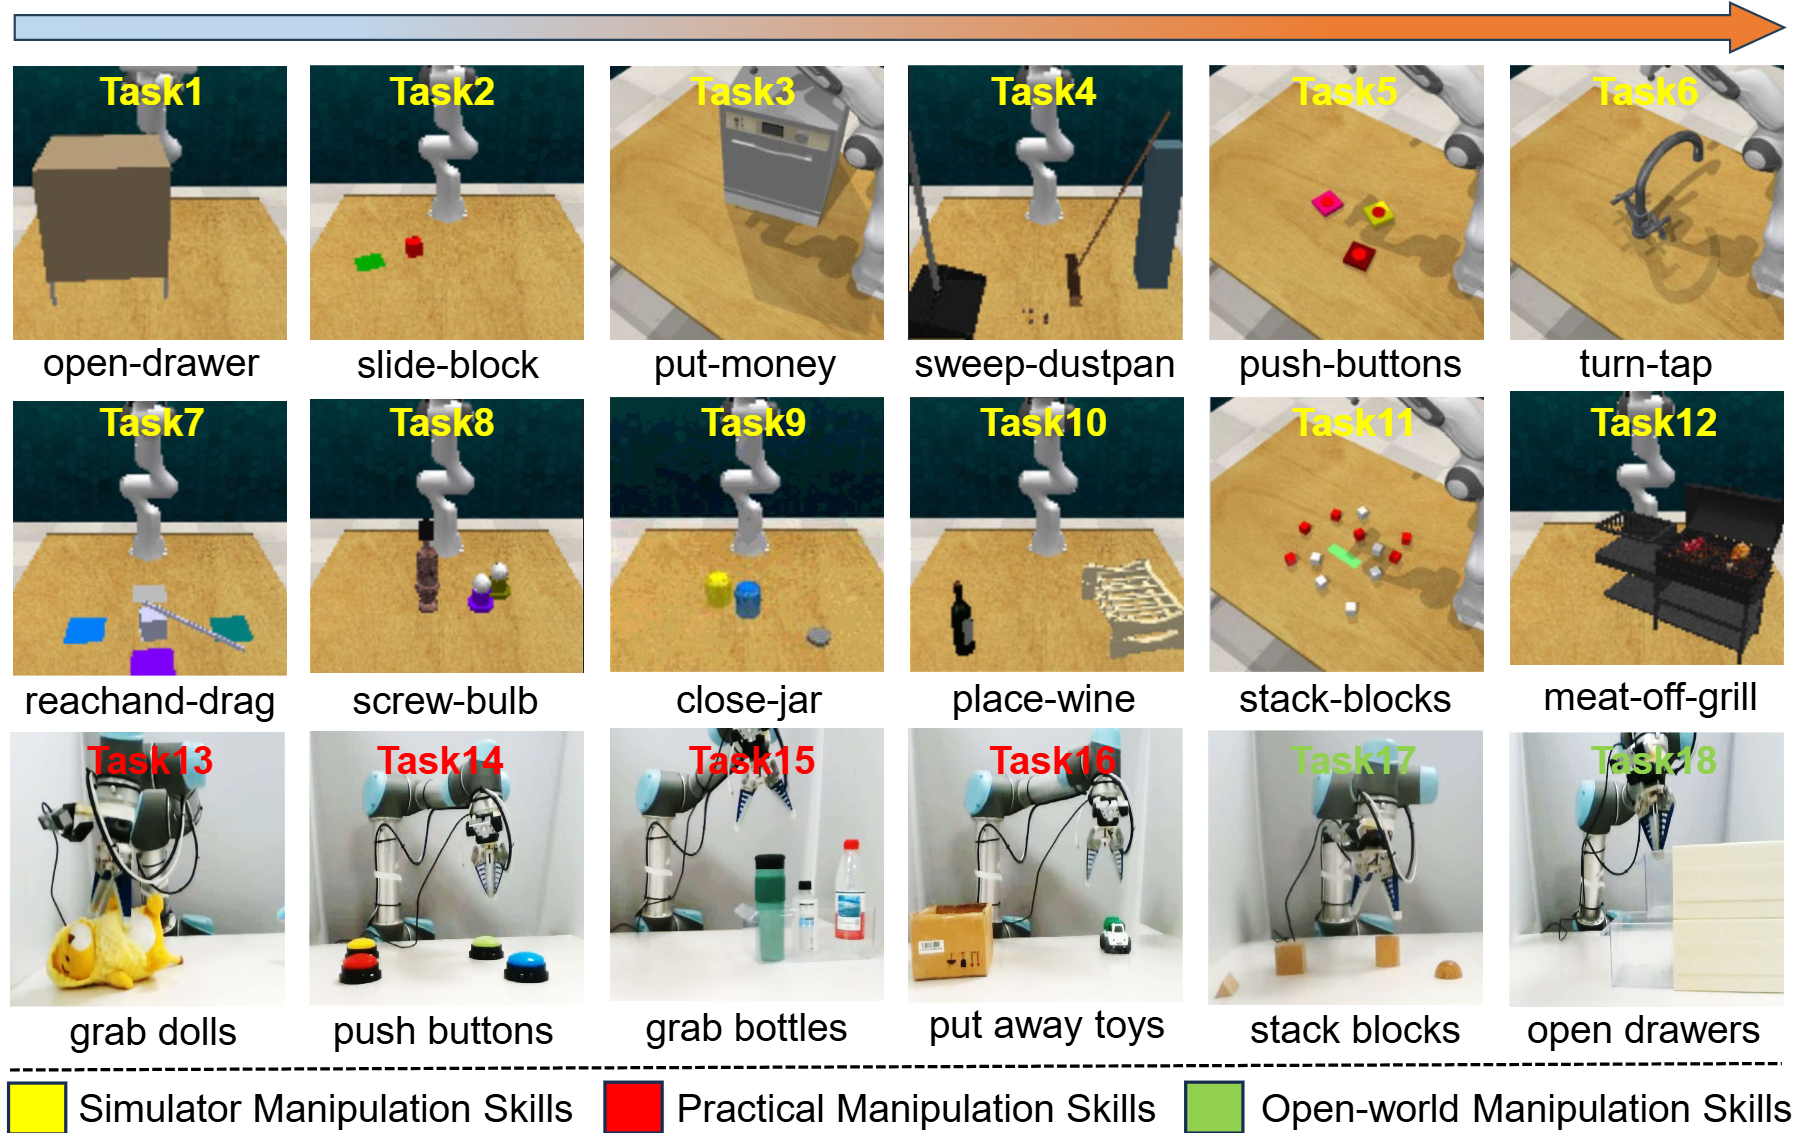 Task1 Task2 Task3 Task4 Task5 Task6
open-drawer slide-block put-money sweep-dustpan push-buttons turn-tap
Task7 Task8 Task9 Task10 Task11 Task12
reachand-drag screw-bulb close-jar place-wine stack-blocks meat-off-grill
Task13 Task14 Task15 Task16 Task17 Task18
grab dolls push buttons grab bottles put away toys stack blocks open drawers
Simulator Manipulation Skills Practical Manipulation Skills Open-world Manipulation Skills